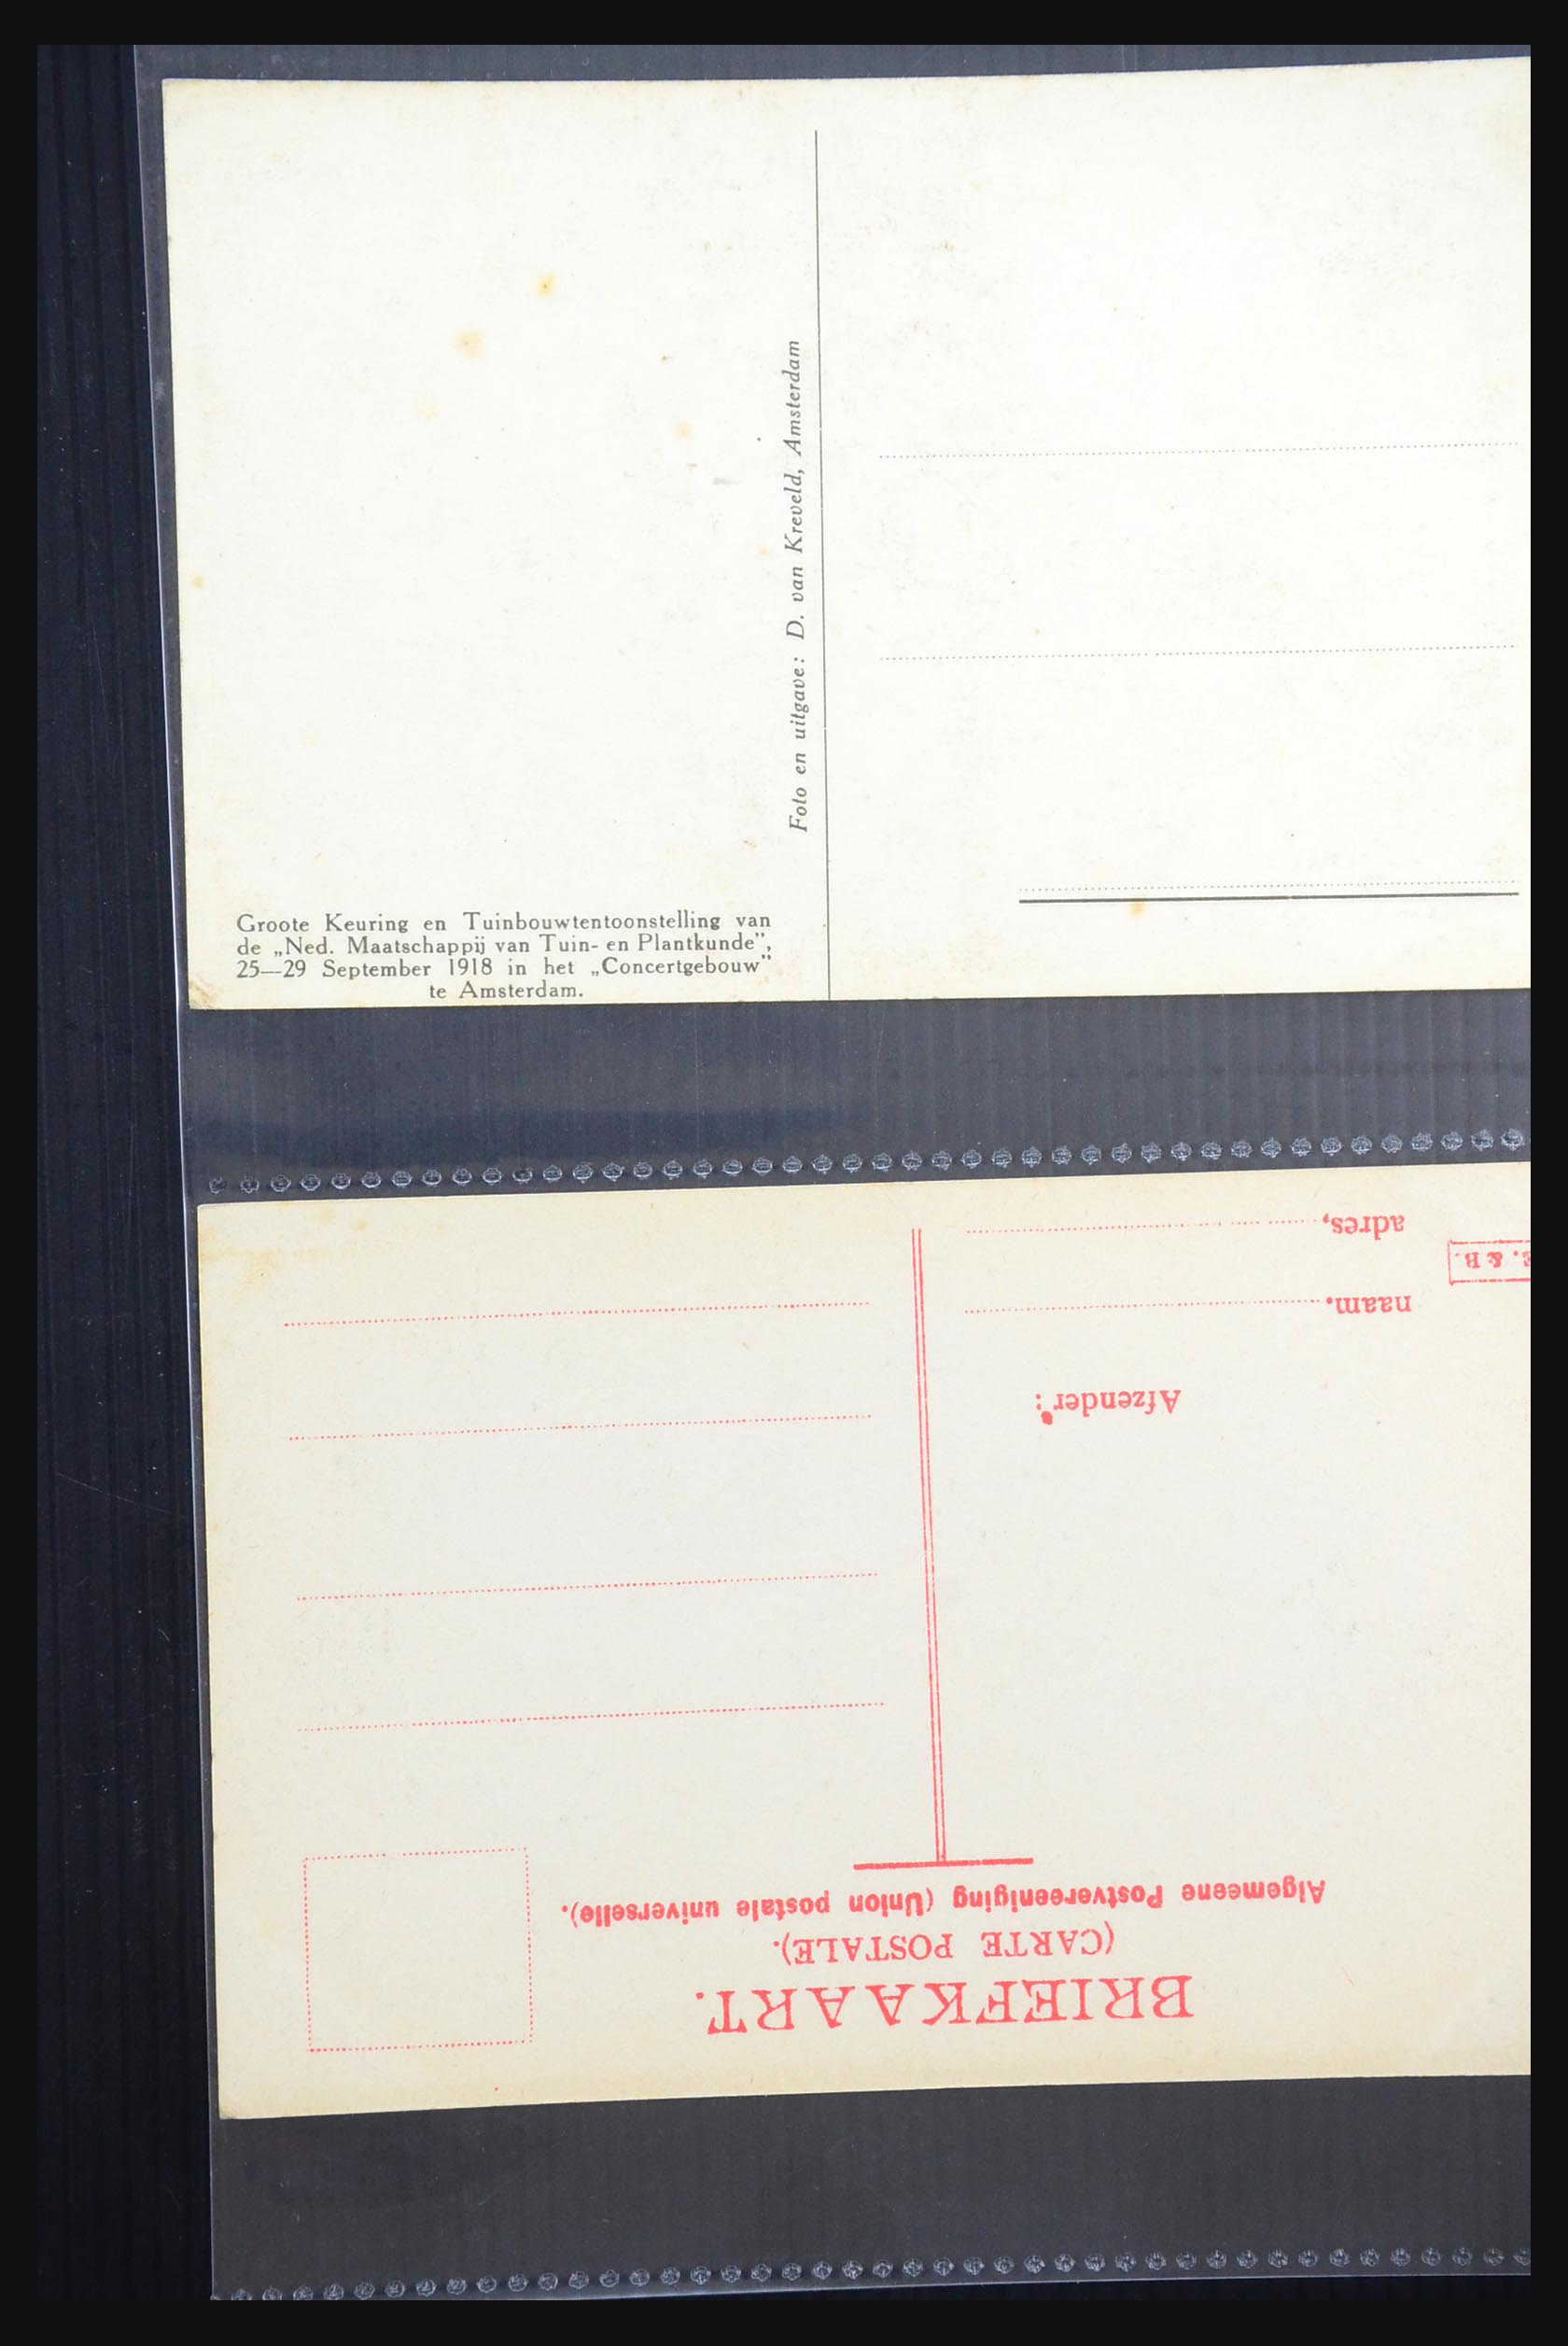 Foto en uitgave: D. van Kreveld, Amsterdam
Groote Keuring en Tuinbouwtentoonstelling van
de „Ned. Maatschappij van Tuin- en Plantkunde”,
25—29 September 1918 in het „Concertgebouw”
te Amsterdam.
BRIEFKAART.
(CARTE POSTALE).
Algemeene Postvereeniging (Union postale universelle).
Afzender:
naam.
adres,
& B.